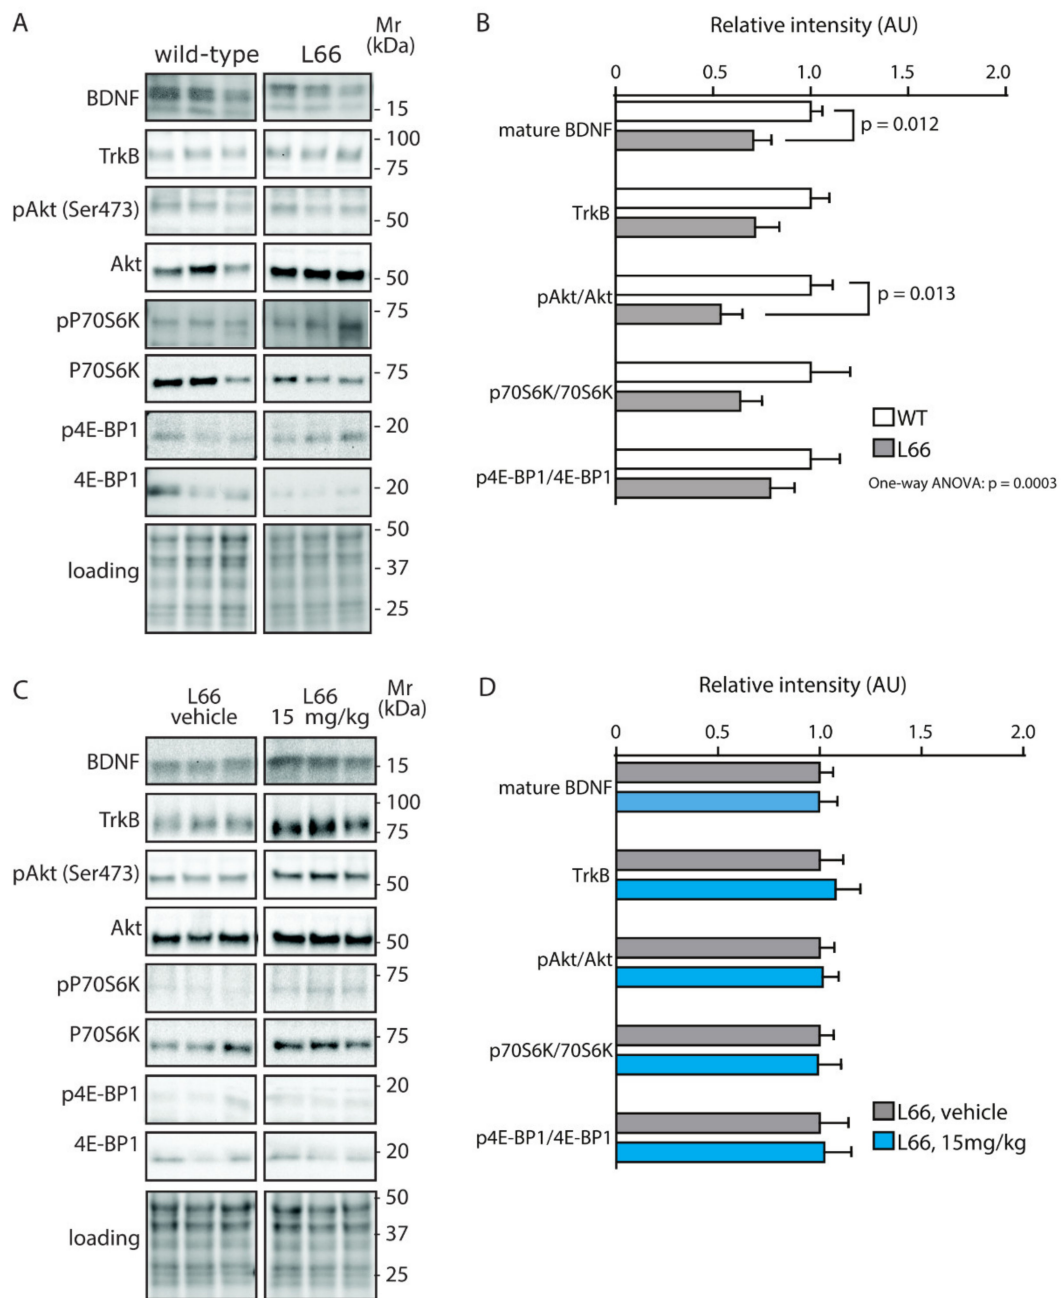 A
Mr
(kDa)
wild-type L66
BDNF
- 15
TrkB
- 100
- 75
pAkt (Ser473)
- 50
Akt
- 50
pP70S6K
- 75
P70S6K
- 75
p4E-BP1
- 20
4E-BP1
- 20
loading
- 50
- 37
- 25
B
Relative intensity (AU)
0 0.5 1.0 1.5 2.0
mature BDNF
p = 0.012
TrkB
pAkt/Akt
p = 0.013
p70S6K/70S6K
WT
L66
p4E-BP1/4E-BP1
One-way ANOVA: p = 0.0003
C
L66
vehicle
L66
15 mg/kg
Mr
(kDa)
BDNF
- 15
TrkB
100
- 75
pAkt (Ser473)
- 50
Akt
- 50
pP70S6K
- 75
P70S6K
- 75
p4E-BP1
- 20
4E-BP1
- 20
loading
- 50
- 37
- 25
D
Relative intensity (AU)
0 0.5 1.0 1.5 2.0
mature BDNF
TrkB
pAkt/Akt
p70S6K/70S6K
p4E-BP1/4E-BP1
L66, vehicle
L66, 15mg/kg